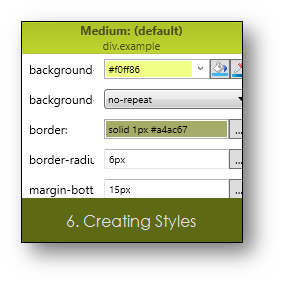 Medium: (default)
div.example
background- #f0ff86
background- no-repeat
border: solid 1px #a4ac67 ...
border-radiu 6px ...
margin-bott 15px ...
6. Creating Styles